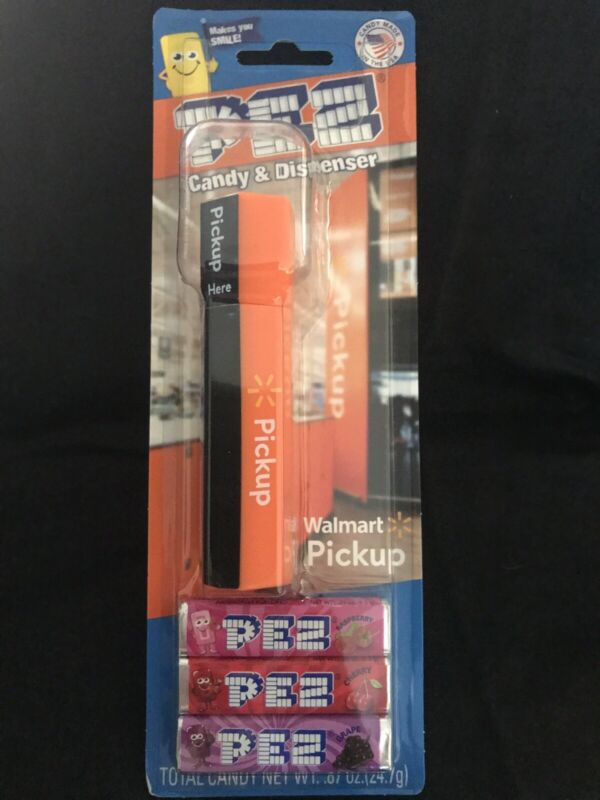 Makes you
SMILE!
CANDY MADE
IN THE USA
PEZ®
Candy & Dispenser
Pickup
Here
Pickup
Pickup
Walmart
Pickup
PEZ
RASPBERRY
PEZ
CHERRY
PEZ
GRAPE
TOTAL CANDY NET WT. .87 OZ.(24.7g)